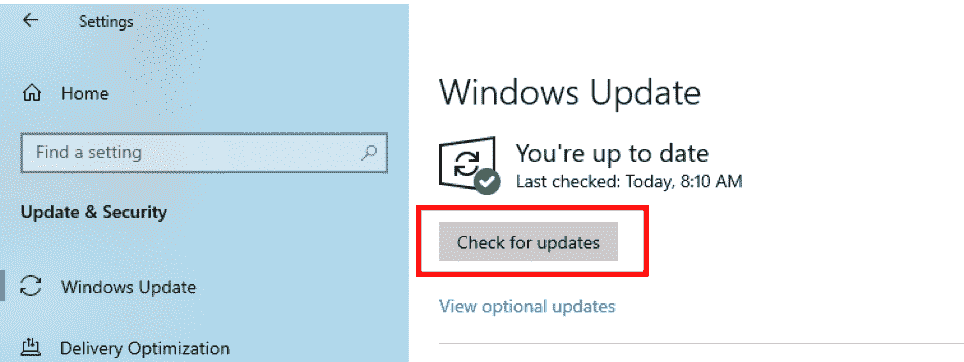 Settings
Home
Find a setting
Update & Security
Windows Update
Delivery Optimization
Windows Update
You're up to date
Last checked: Today, 8:10 AM
Check for updates
View optional updates